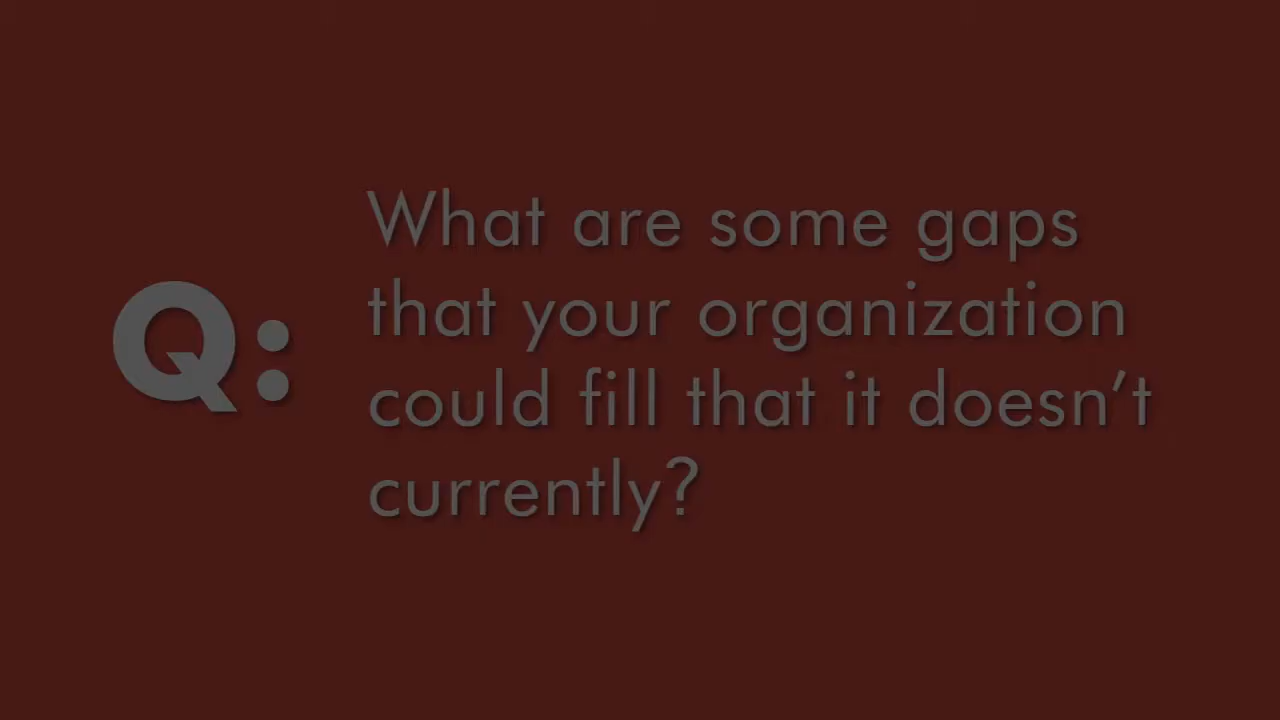 Q:
What are some gaps
that your organization
could fill that it doesn’t
currently?